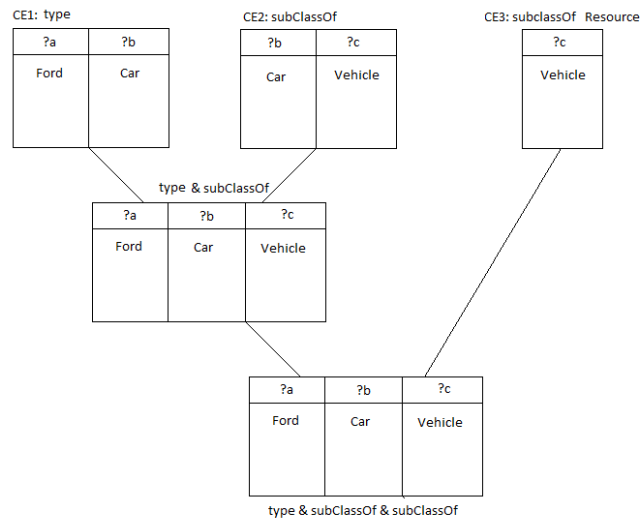 CE1: type
CE2: subClassOf
CE3: subclassOf Resource
?a ?b
?b ?c
?c
Ford Car
Car Vehicle
Vehicle
type & subClassOf
?a ?b ?c
Ford Car Vehicle
?a ?b ?c
Ford Car Vehicle
type & subClassOf & subClassOf